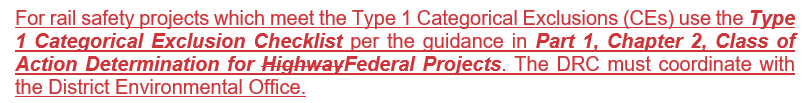 For rail safety projects which meet the Type 1 Categorical Exclusions (CEs) use the Type
1 Categorical Exclusion Checklist per the guidance in Part 1, Chapter 2, Class of
Action Determination for HighwayFederal Projects. The DRC must coordinate with
the District Environmental Office.